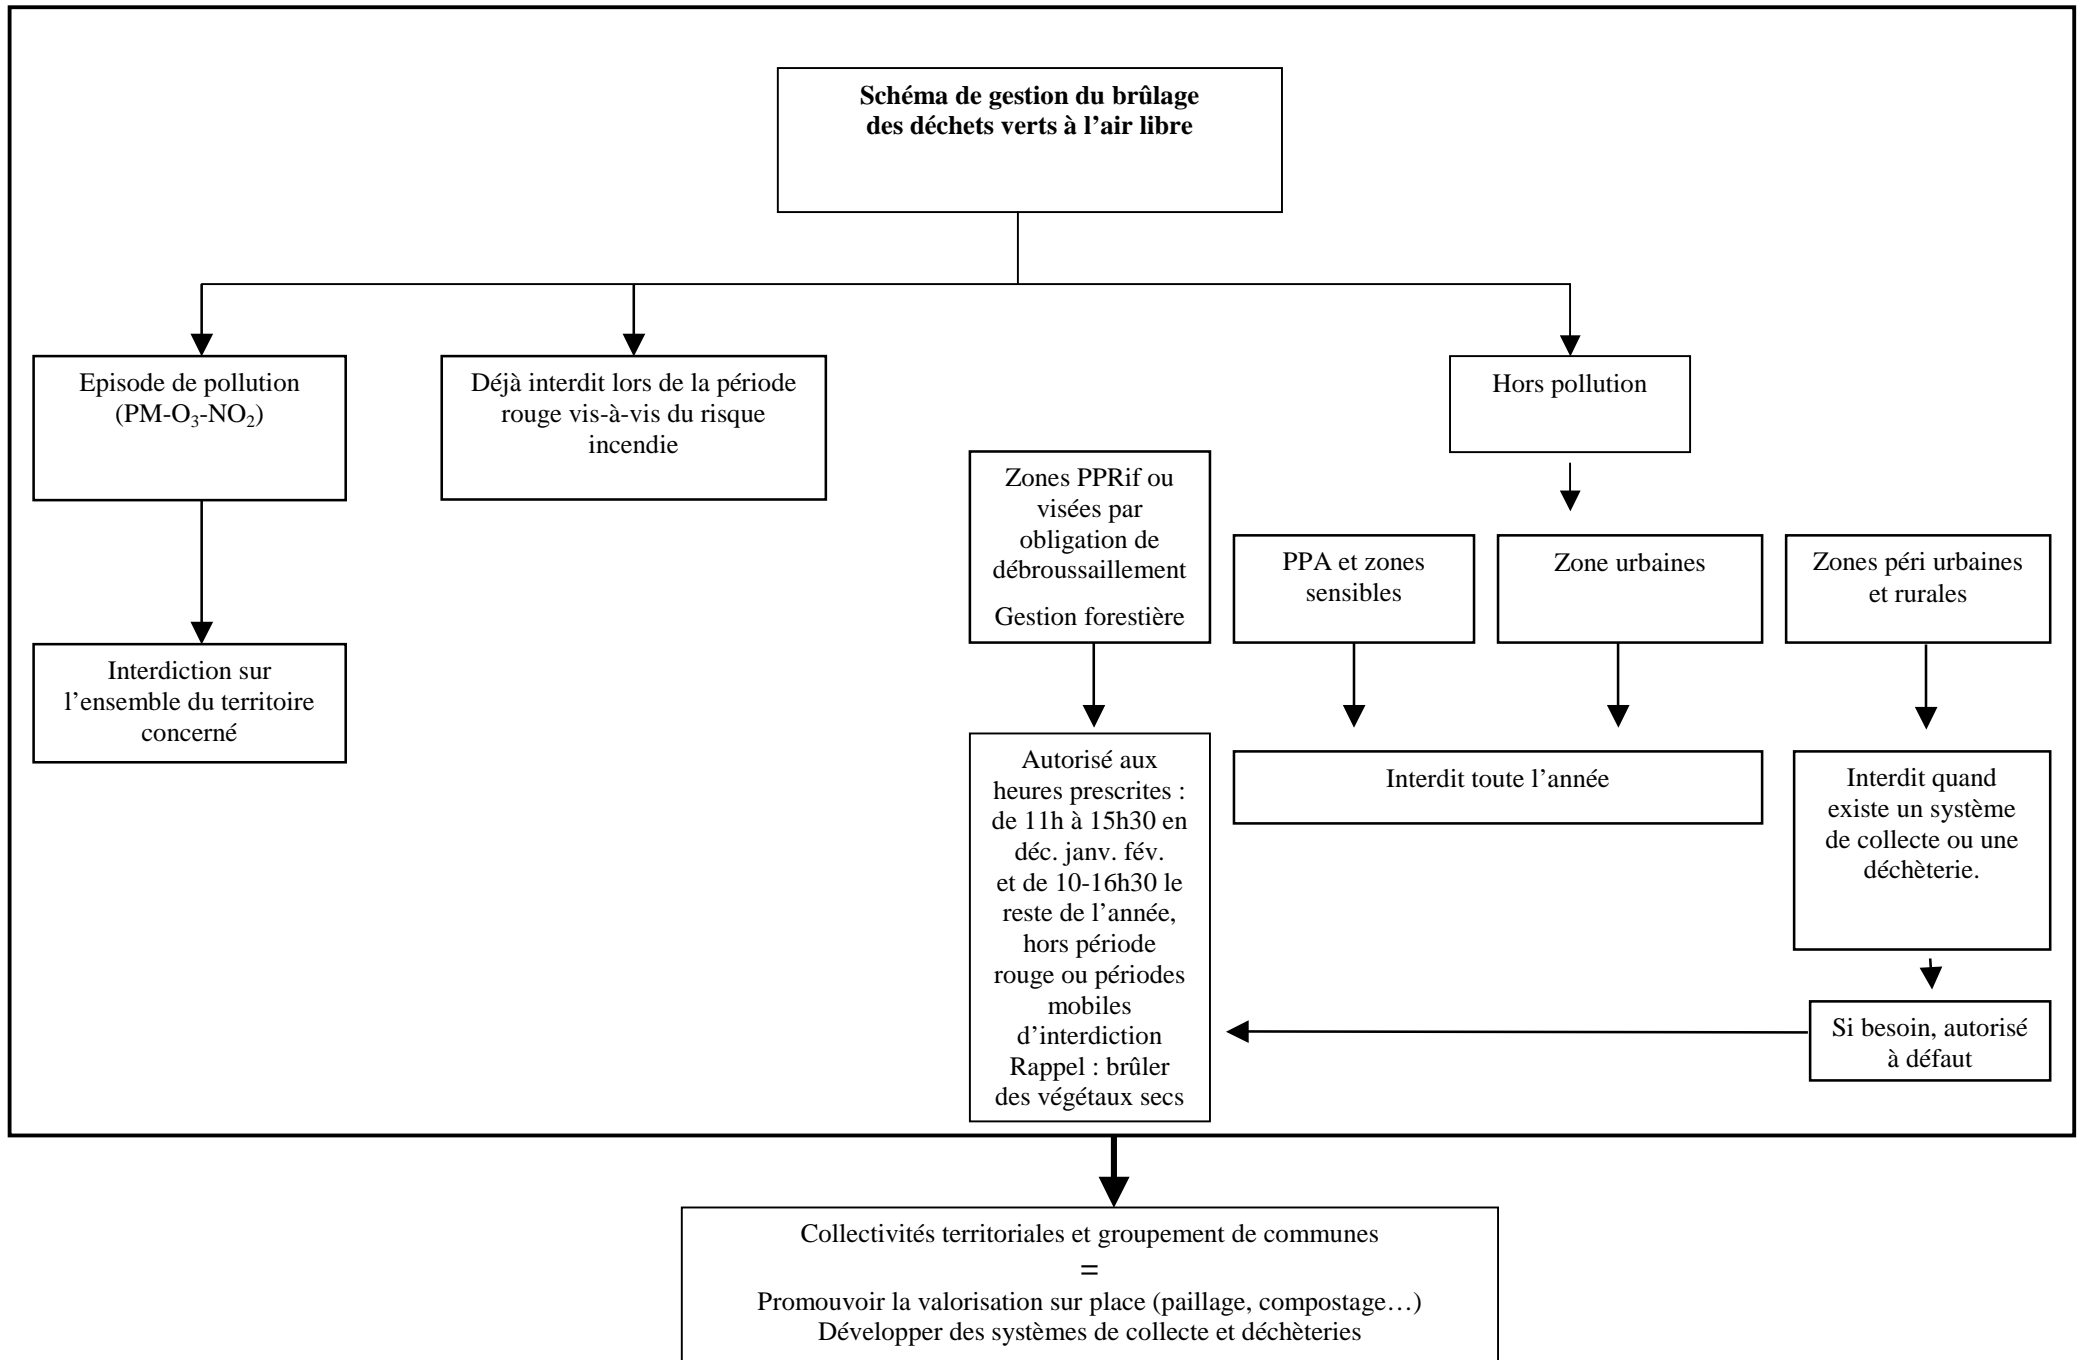 Schéma de gestion du brûlage
des déchets verts à l’air libre
Episode de pollution
(PM-O₃-NO₂)
Déjà interdit lors de la période
rouge vis-à-vis du risque
incendie
Hors pollution
Zones PPRif ou
visées par
obligation de
débroussaillement
Gestion forestière
PPA et zones
sensibles
Zone urbaines
Zones péri urbaines
et rurales
Interdiction sur
l’ensemble du territoire
concerné
Autorisé aux
heures prescrites :
de 11h à 15h30 en
déc. janv. fév.
et de 10-16h30 le
reste de l’année,
hors période
rouge ou périodes
mobiles
d’interdiction
Rappel : brûler
des végétaux secs
Interdit toute l’année
Interdit quand
existe un système
de collecte ou une
déchèterie.
Si besoin, autorisé
à défaut
Collectivités territoriales et groupement de communes
=
Promouvoir la valorisation sur place (paillage, compostage…)
Développer des systèmes de collecte et déchèteries